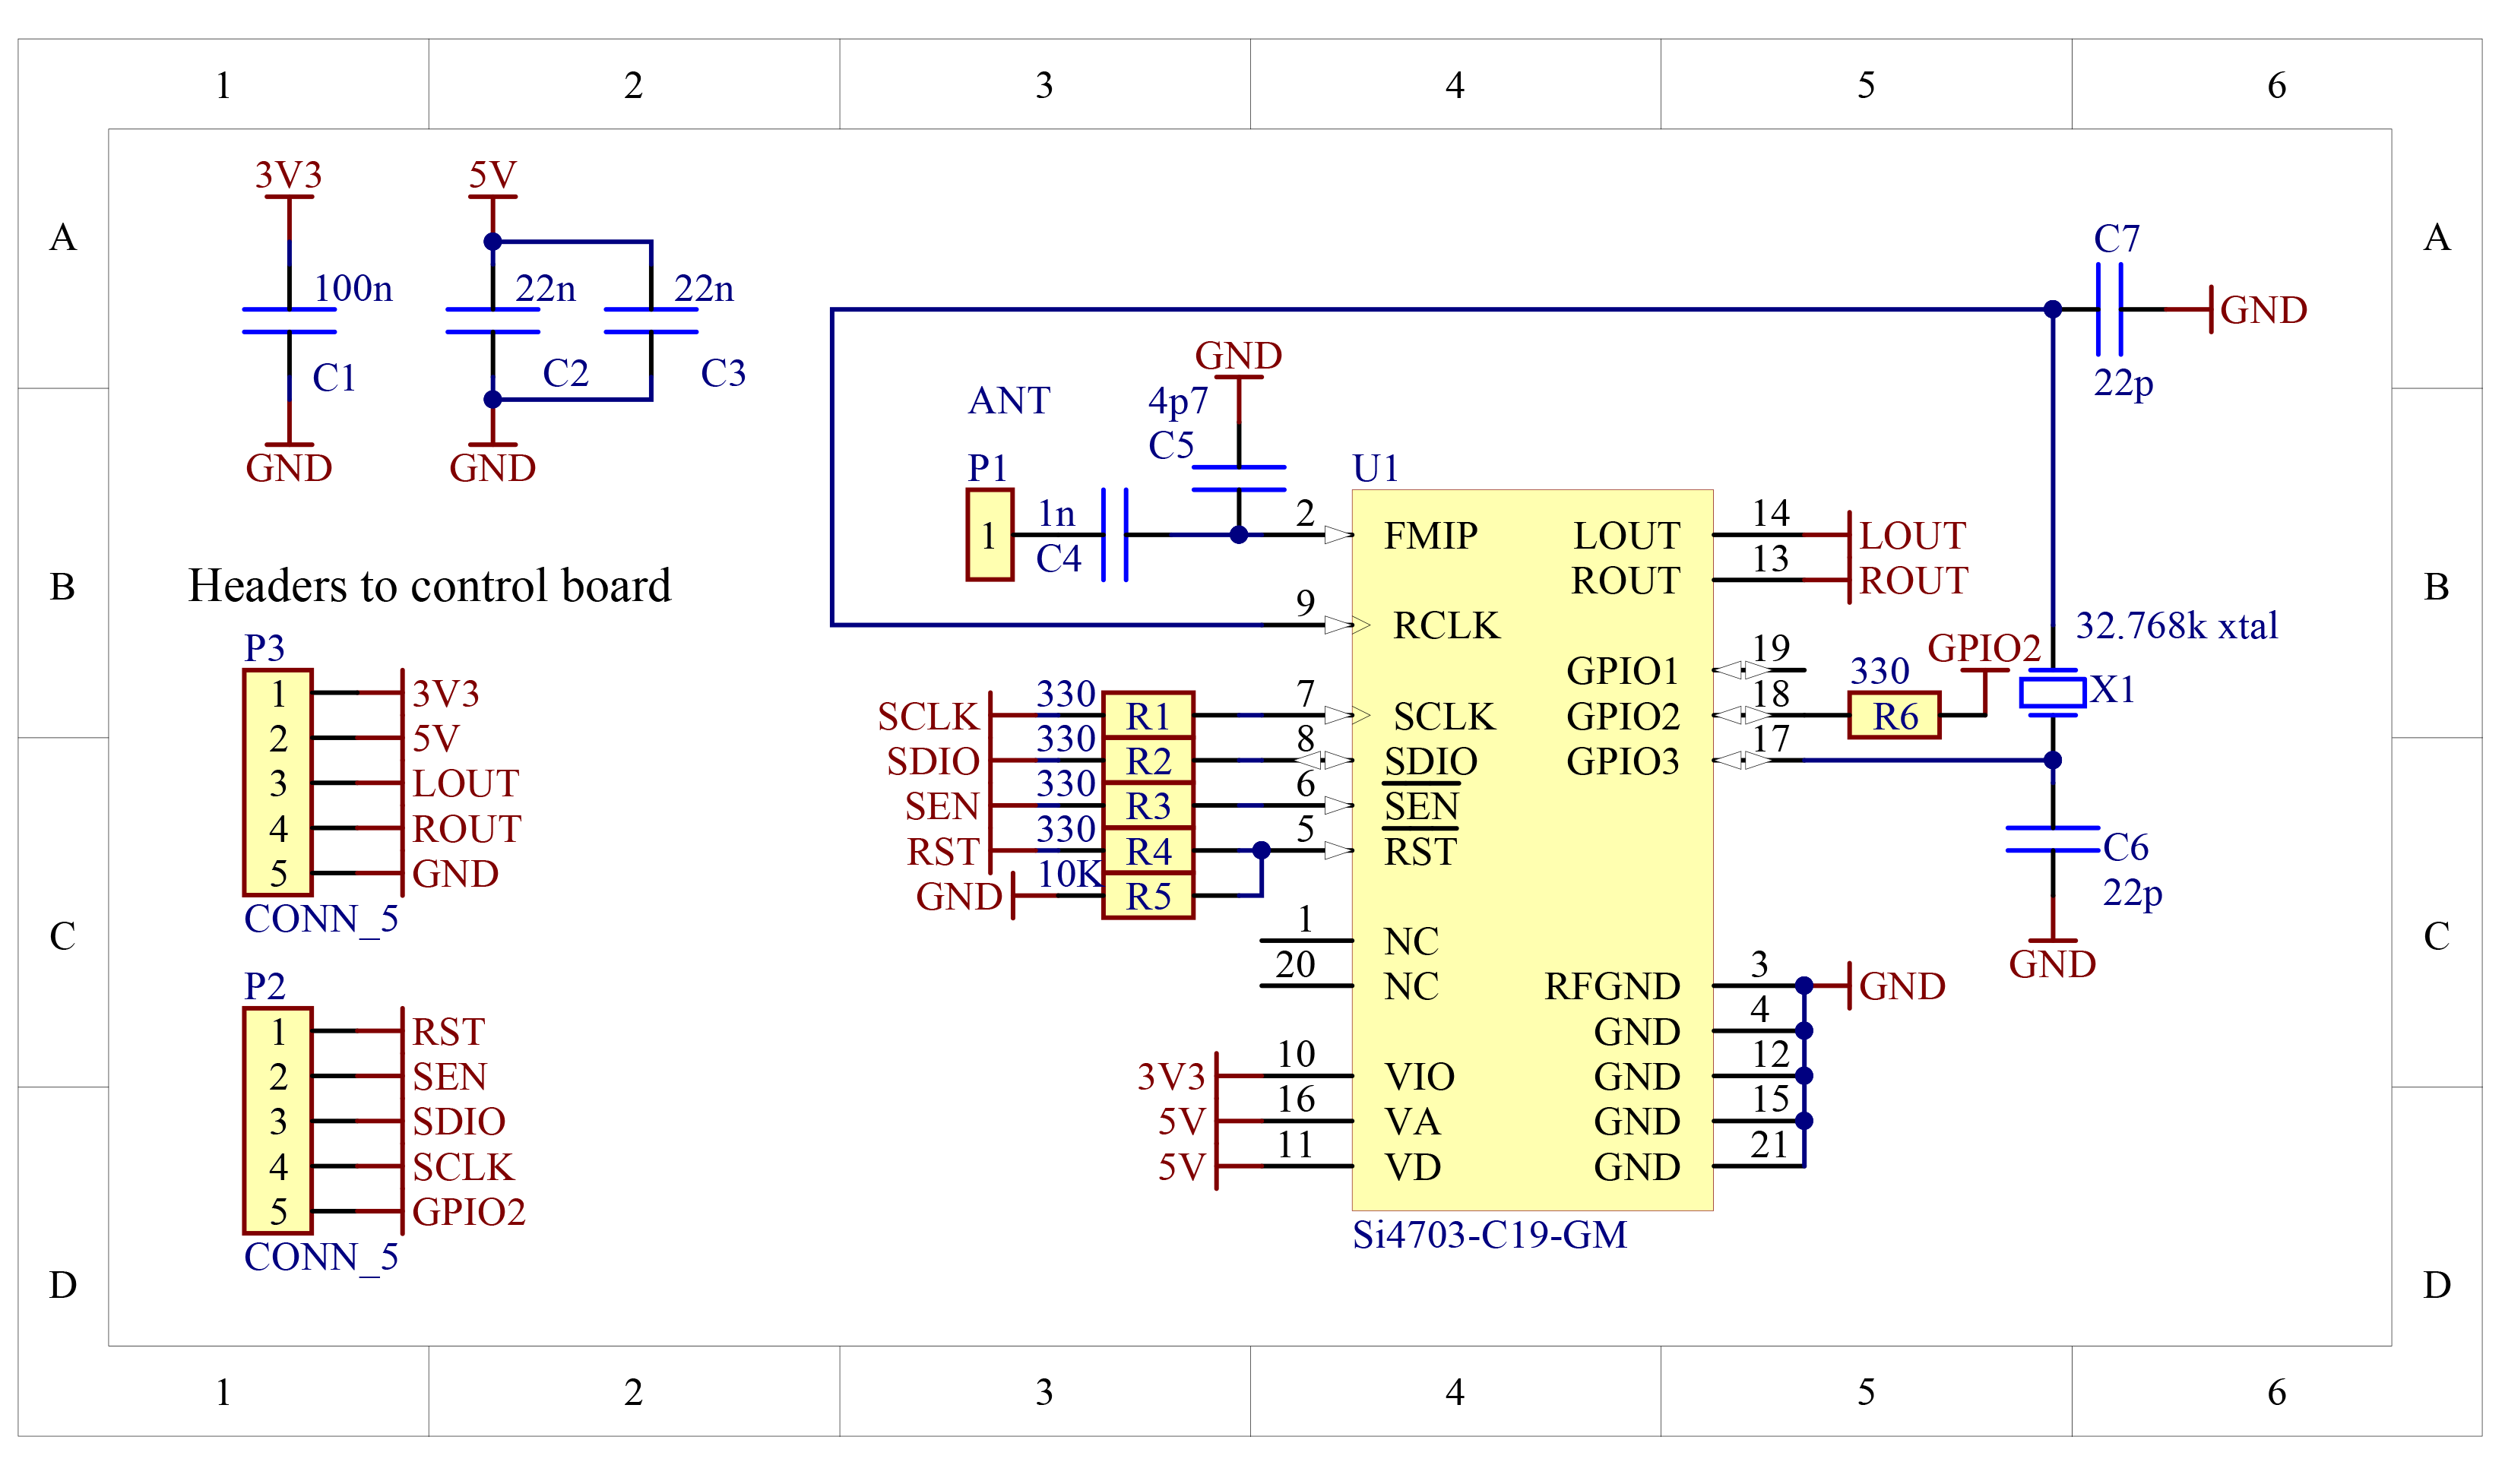 1 2 3 4 5 6
A A
3V3 5V
C7
100n 22n 22n
GND
C1 C2 C3
22p
GND GND
GND
ANT 4p7
C5
P1 U1
1 1n
C4
2 FMIP LOUT 14 LOUT
ROUT 13 ROUT
B B
Headers to control board
9 RCLK
32.768k xtal
GPIO1 19
GPIO2
X1
SCLK 330 R1 7 SCLK GPIO2 18 330 R6
SDIO 330 R2 8 SDIO GPIO3 17
SEN 330 R3 6 SEN
RST 330 R4 5 RST
GND 10K R5
C6
22p
GND
P3
1 3V3
2 5V
3 LOUT
4 ROUT
5 GND
CONN_5
C C
1 NC
20 NC RFGND 3 GND
GND 4
3V3 10 VIO GND 12
5V 16 VA GND 15
5V 11 VD GND 21
Si4703-C19-GM
P2
1 RST
2 SEN
3 SDIO
4 SCLK
5 GPIO2
CONN_5
D D
1 2 3 4 5 6